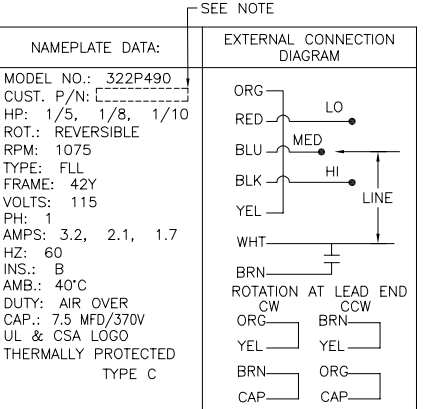 SEE NOTE
NAMEPLATE DATA:
MODEL NO.: 322P490
CUST. P/N:
HP: 1/5, 1/8, 1/10
ROT.: REVERSIBLE
RPM: 1075
TYPE: FLL
FRAME: 42Y
VOLTS: 115
PH: 1
AMPS: 3.2, 2.1, 1.7
HZ: 60
INS.: B
AMB.: 40°C
DUTY: AIR OVER
CAP.: 7.5 MFD/370V
UL & CSA LOGO
THERMALLY PROTECTED
TYPE C
EXTERNAL CONNECTION
DIAGRAM
ORG
RED LO
BLU MED
BLK HI
LINE
YEL
WHT
BRN
ROTATION AT LEAD END
CW CCW
ORG BRN
YEL YEL
BRN ORG
CAP CAP